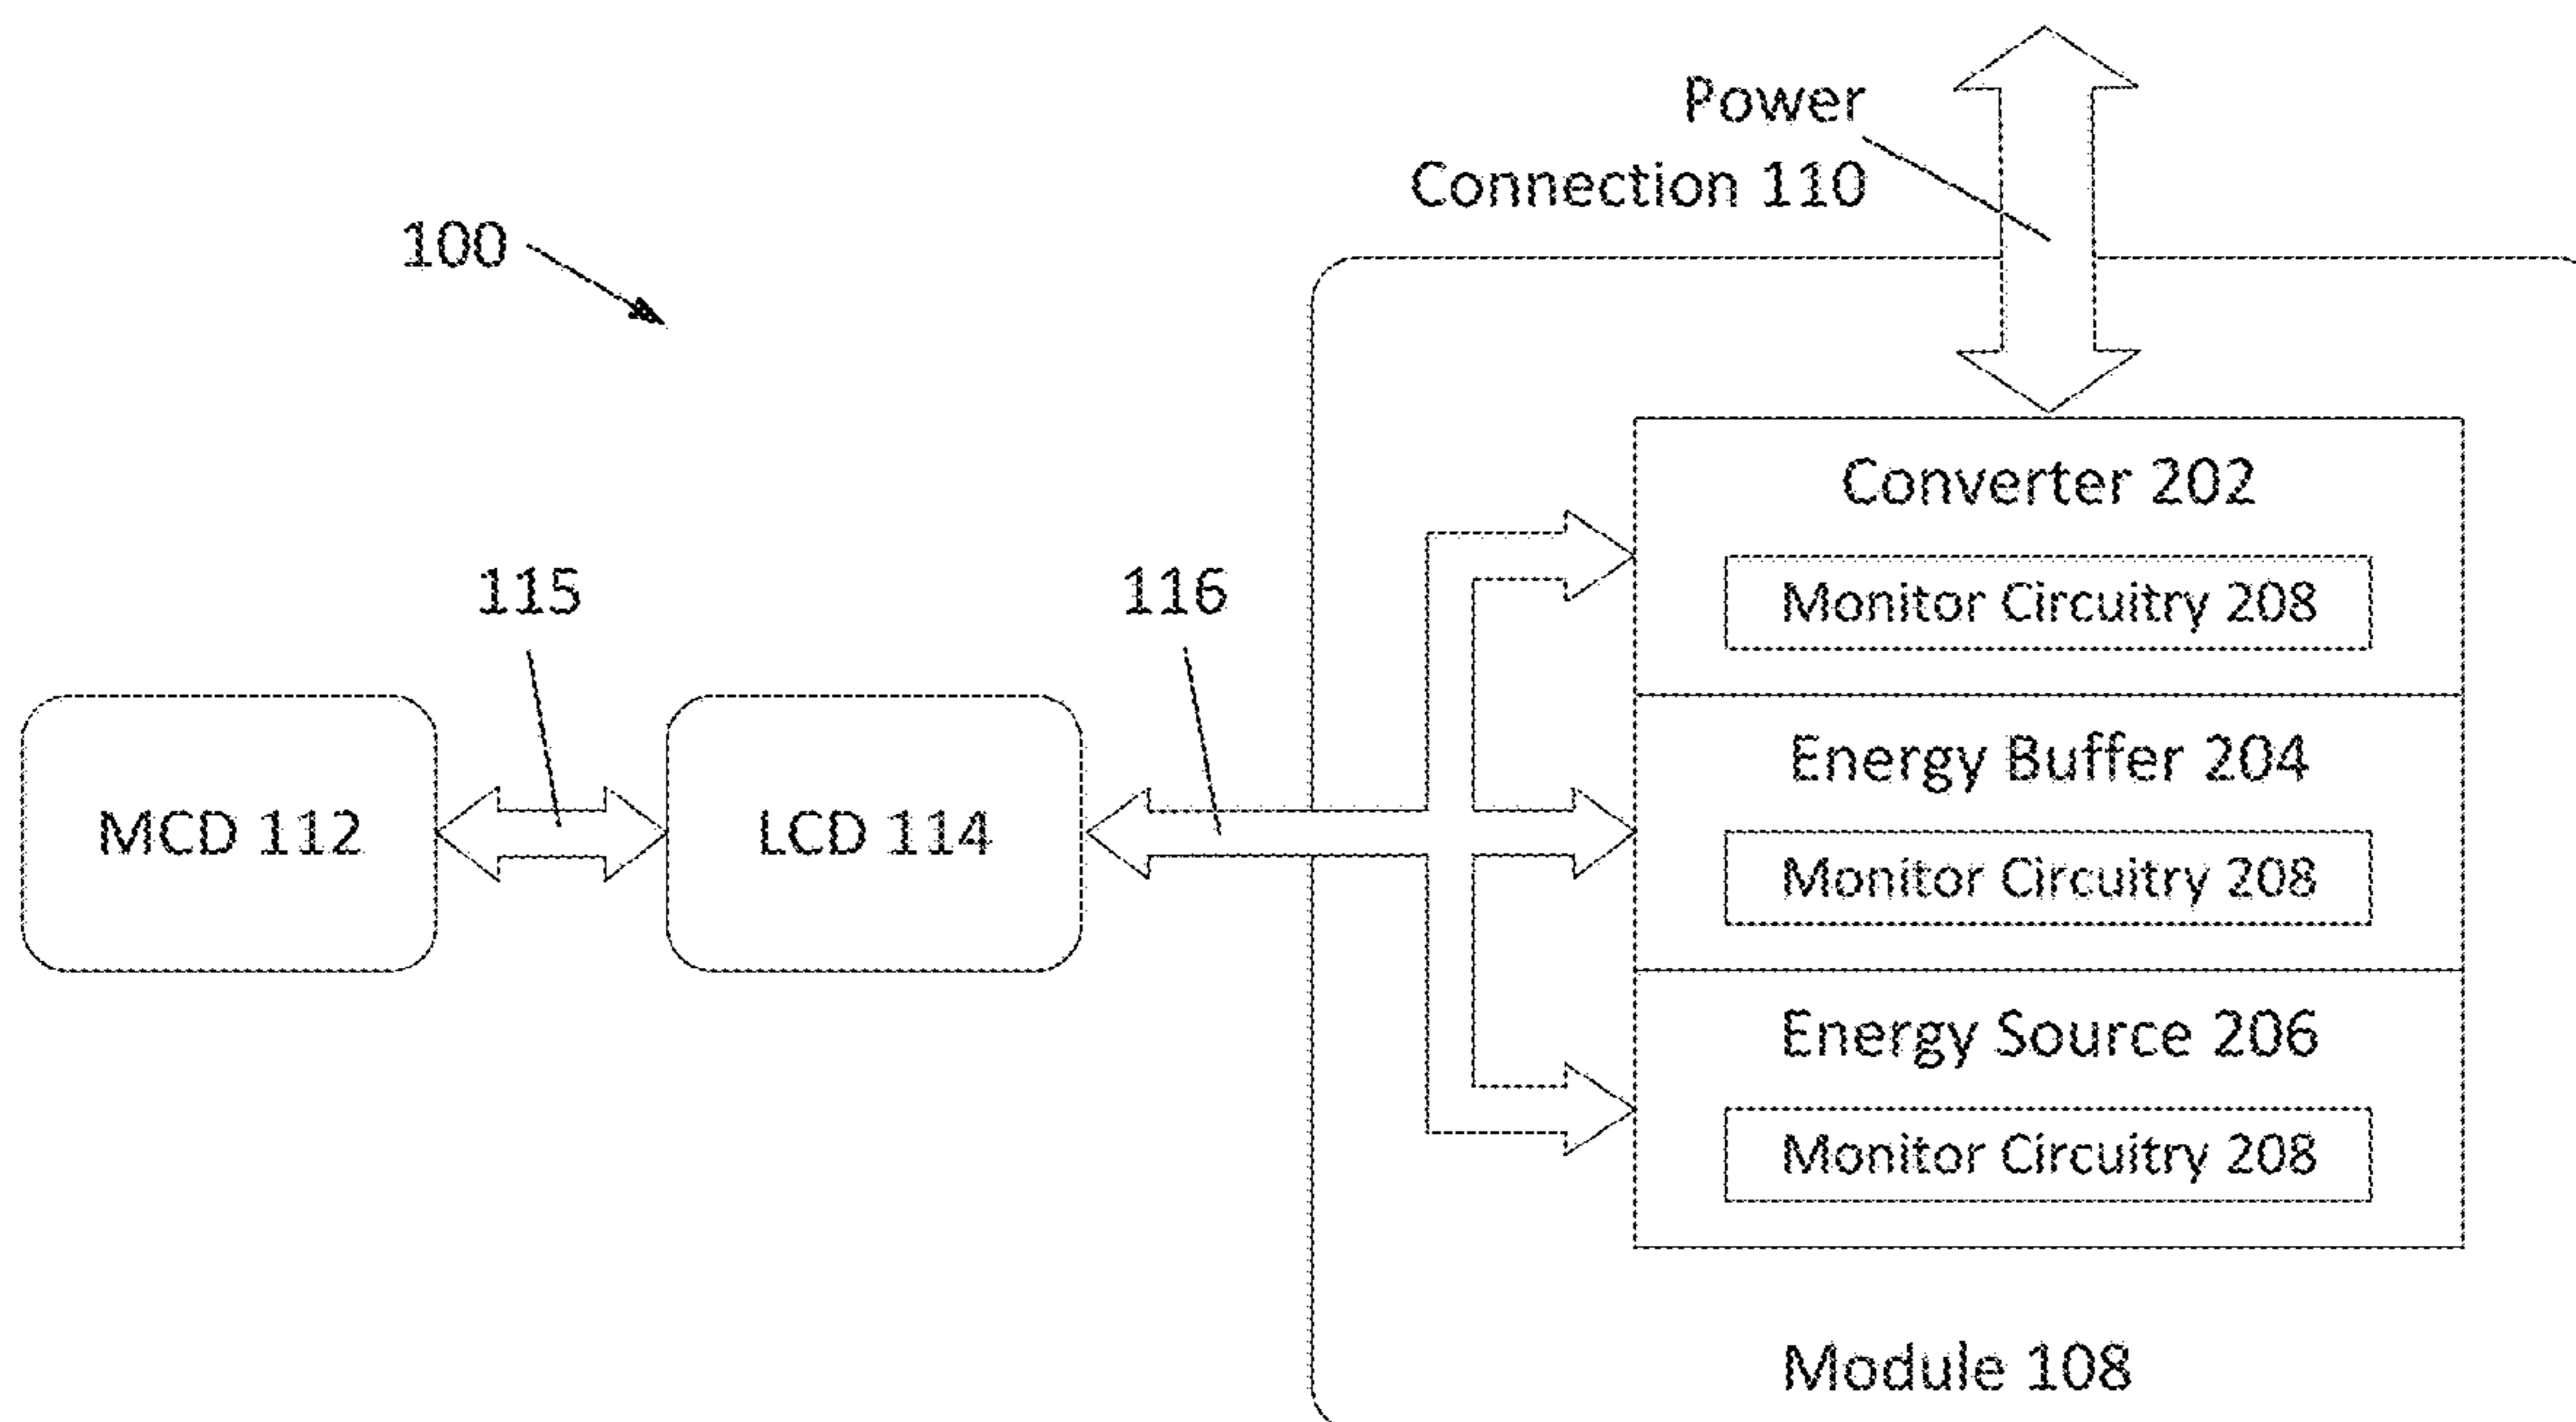 Power
Connection 110
100
Converter 202
Monitor Circuitry 208
115
116
MCD 112
LCD 114
Energy Buffer 204
Monitor Circuitry 208
Energy Source 206
Monitor Circuitry 208
Module 108